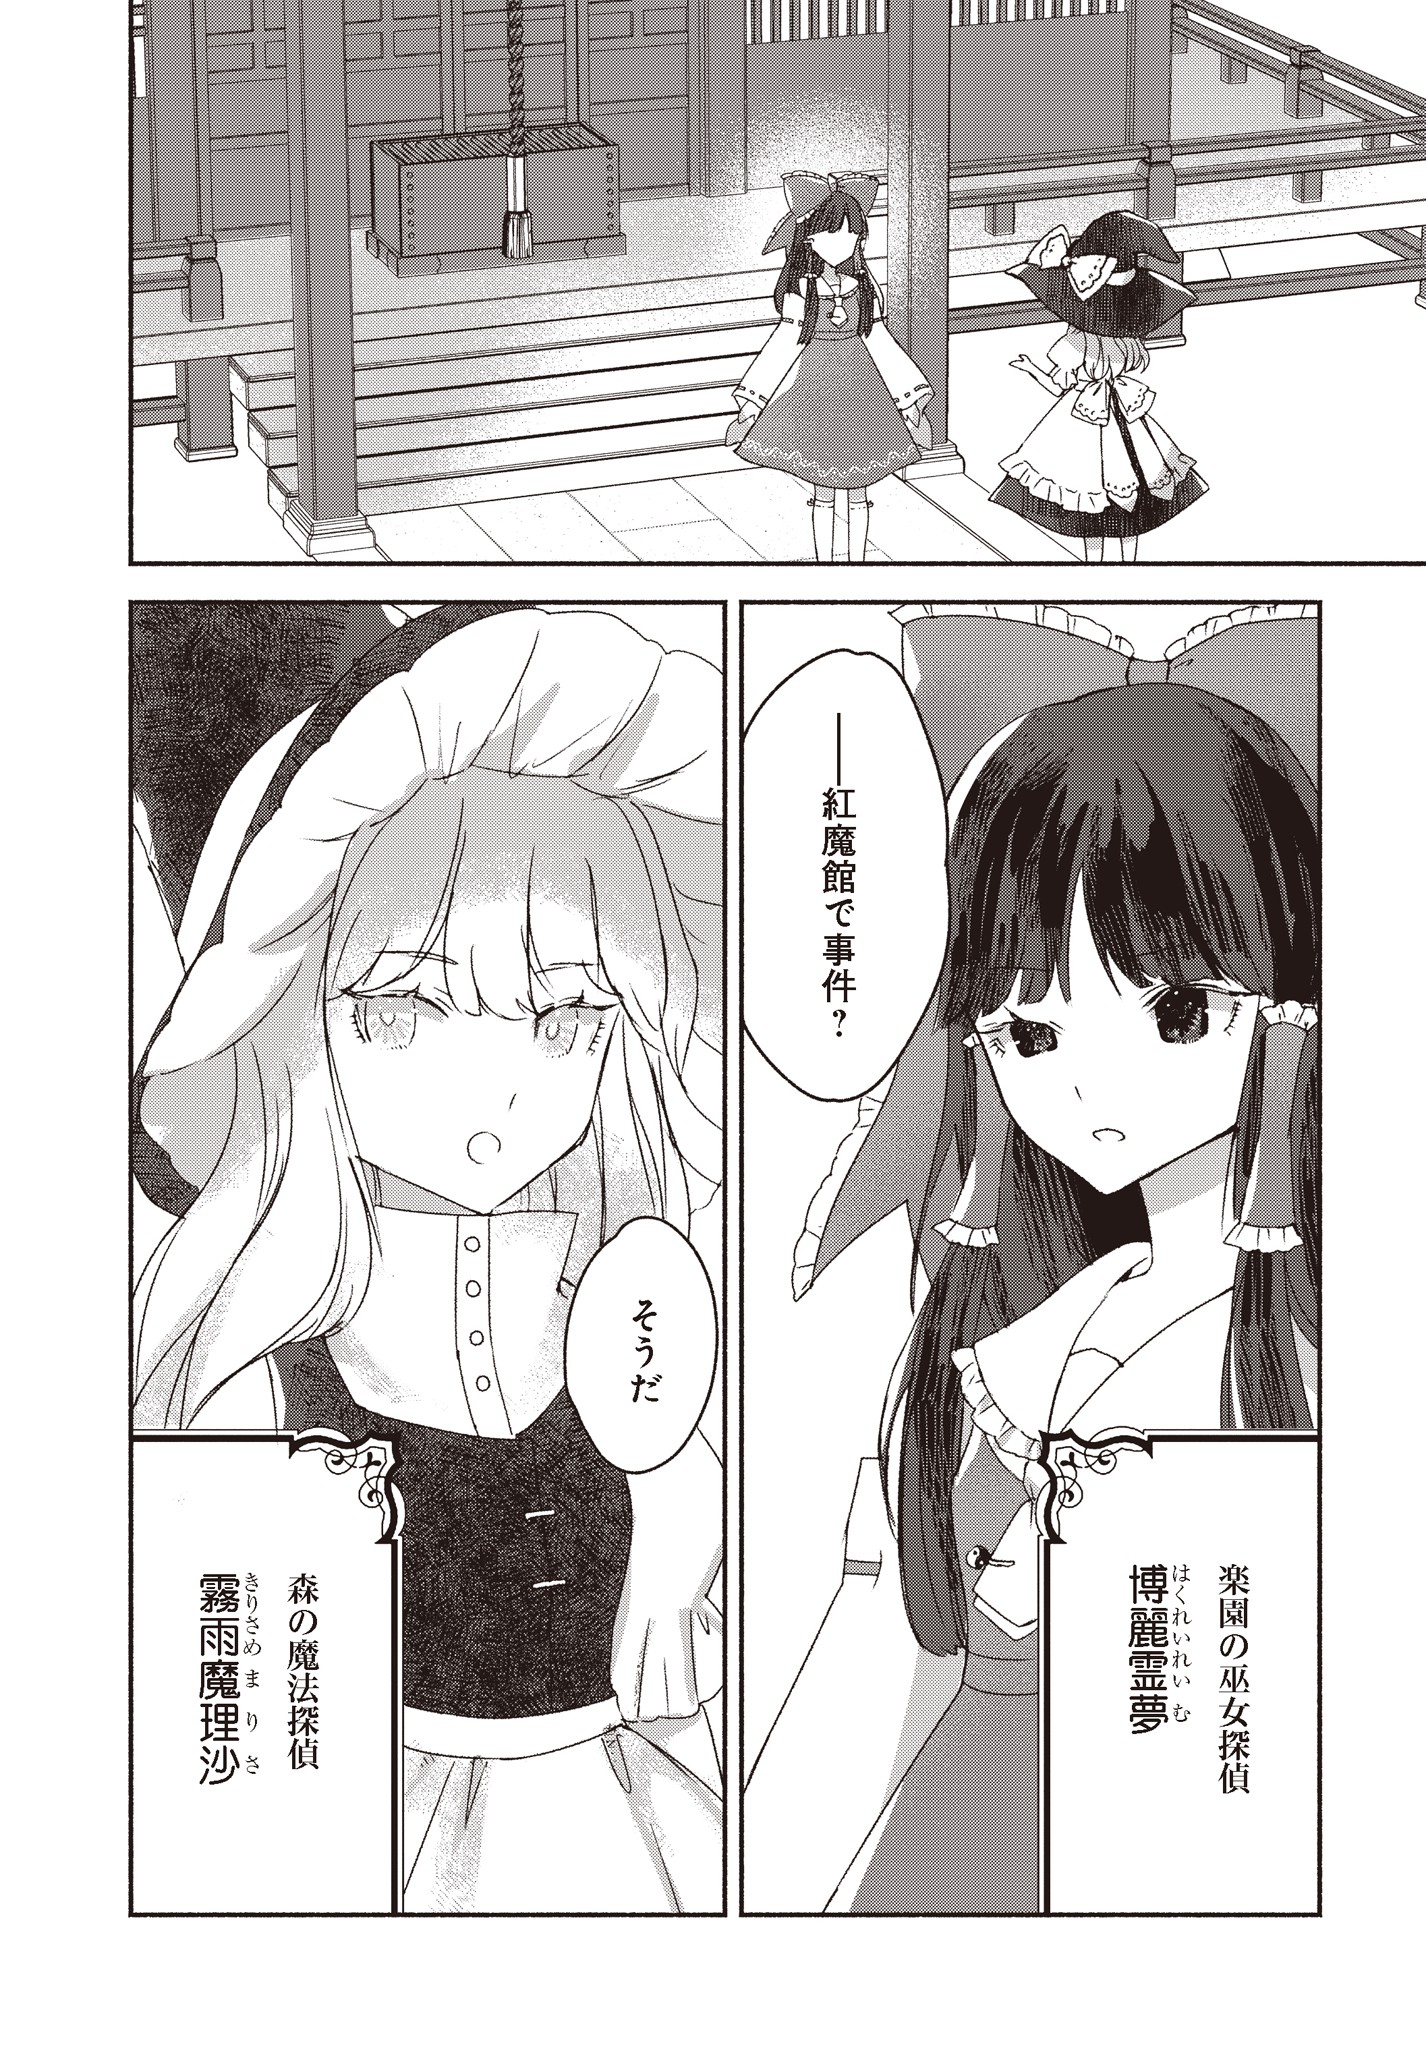 ――紅魔館で事件?
楽園の巫女探偵
博麗霊夢
はくれいれいむ
そうだ
森の魔法探偵
霧雨魔理沙
きりさめまりさ